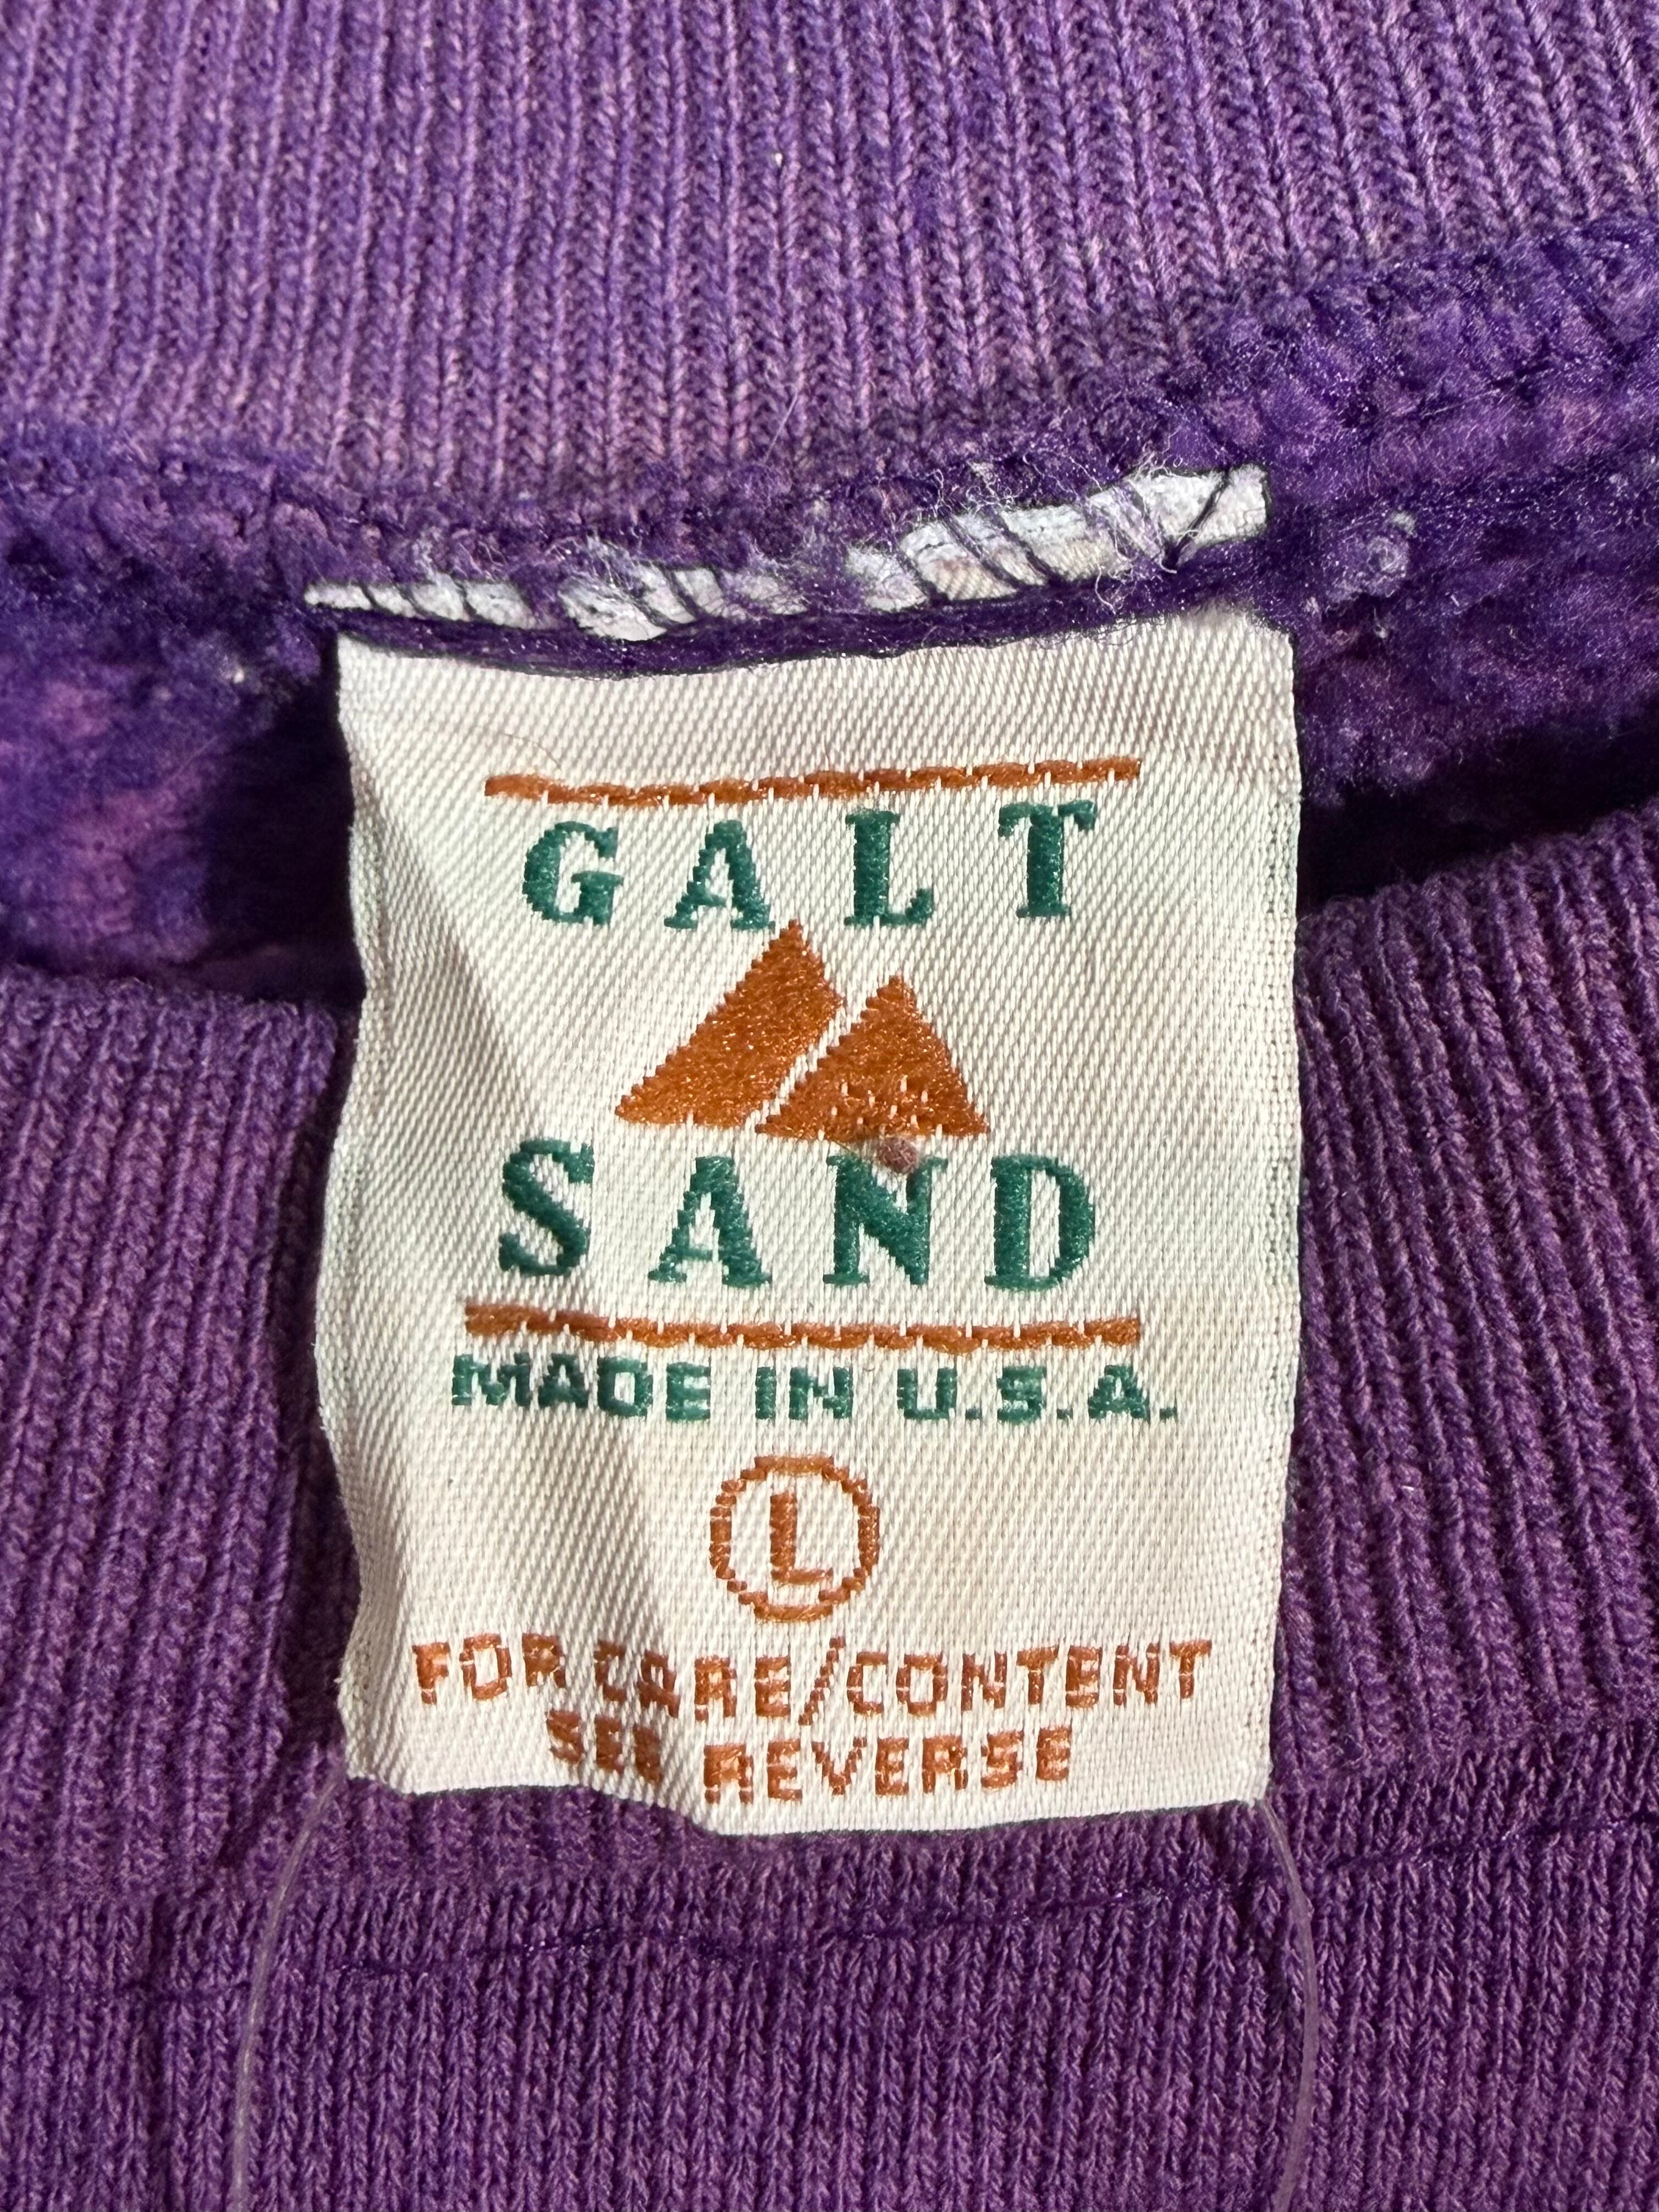 GALT
SAND
MADE IN U.S.A.
L
FOR CARE/CONTENT
SEE REVERSE